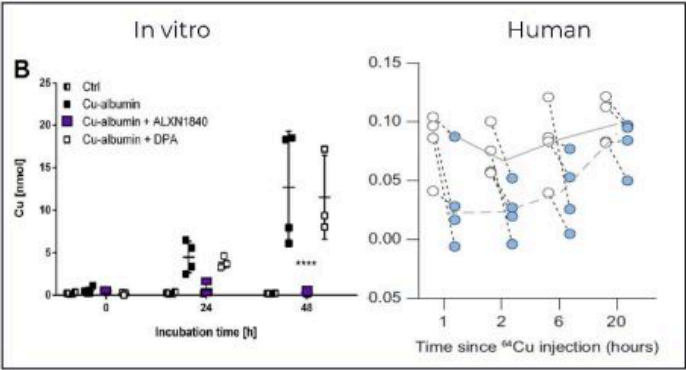 In vitro
Human
B
Ctrl
Cu-albumin
Cu-albumin + ALXN1840
Cu-albumin + DPA
Cu [nmol]
25
20
15
10
5
0
****
0 24 48
Incubation time [h]
0.15
0.10
0.05
0.00
-0.05
1 2 6 20
Time since ⁶⁴Cu injection (hours)